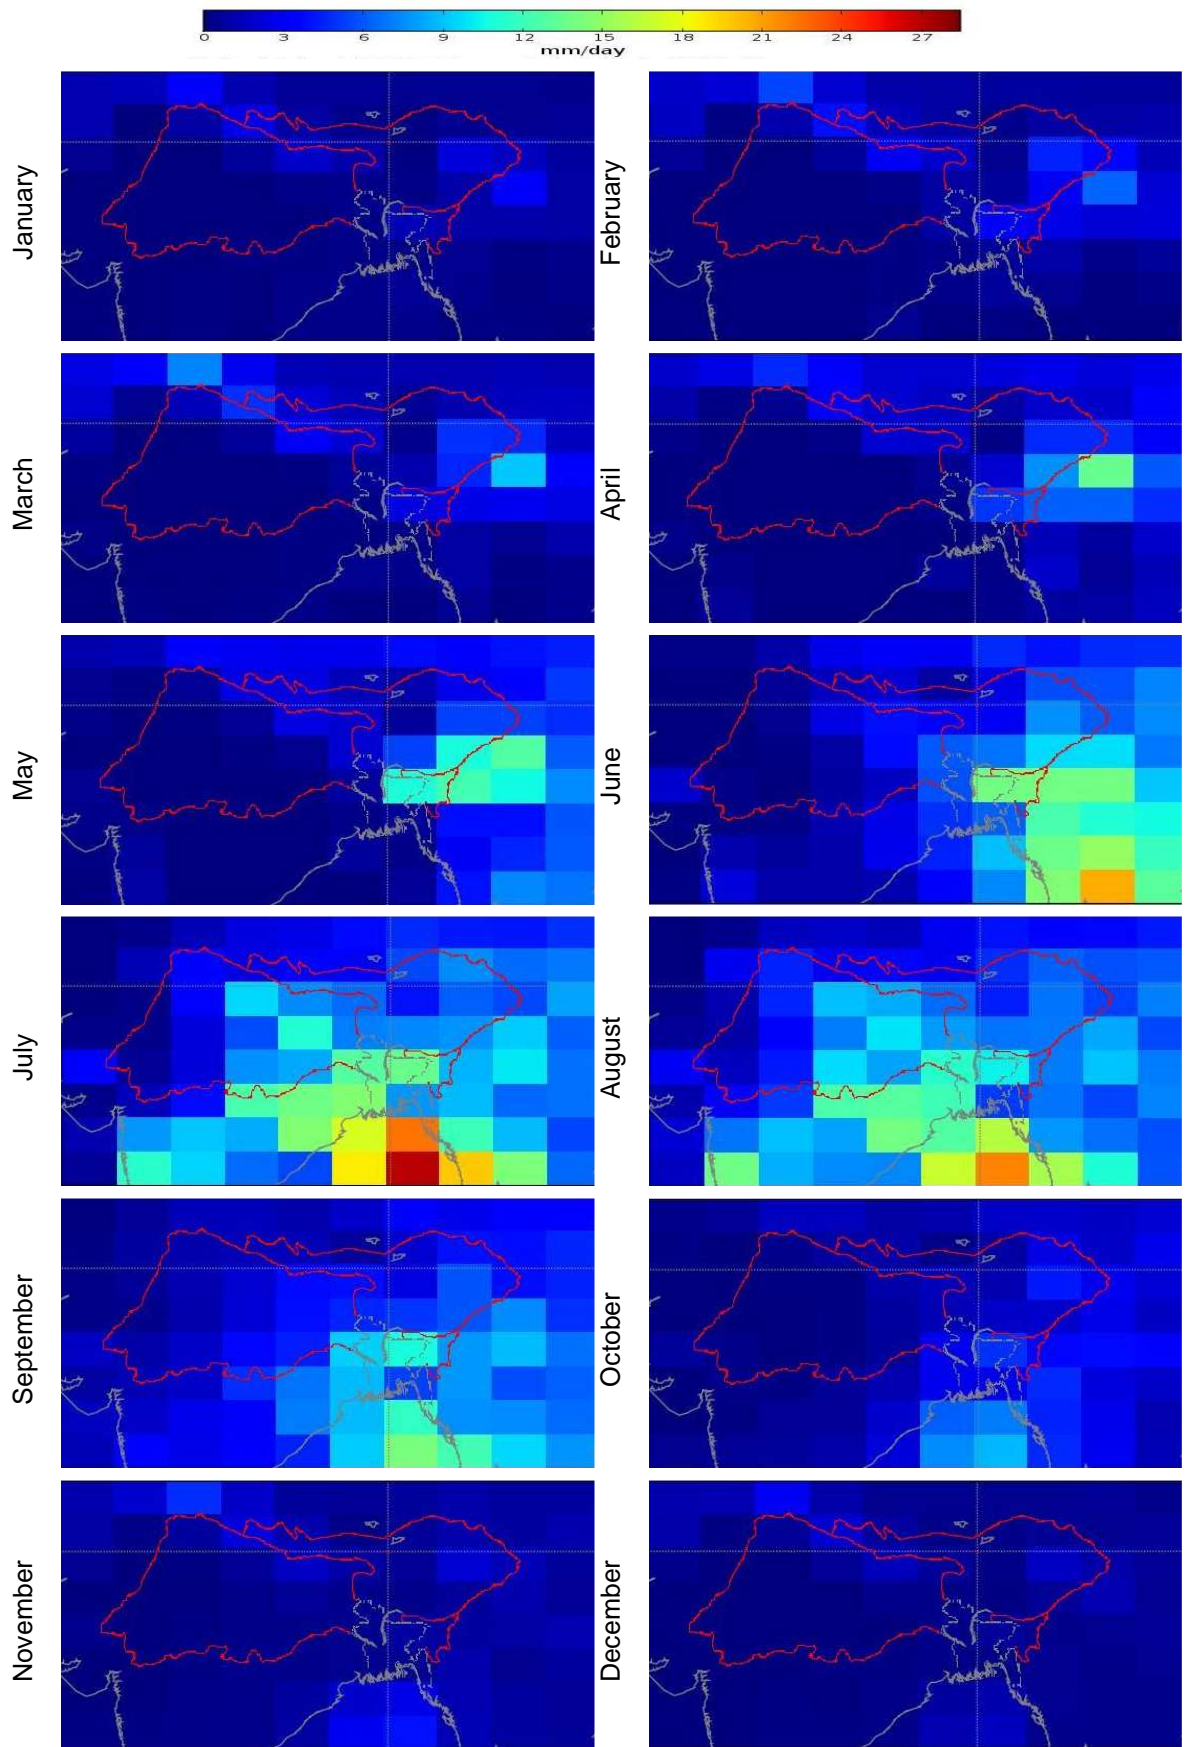 0 3 6 9 12 15 18 21 24 27
mm/day
January
February
March
April
May
June
July
August
September
October
November
December